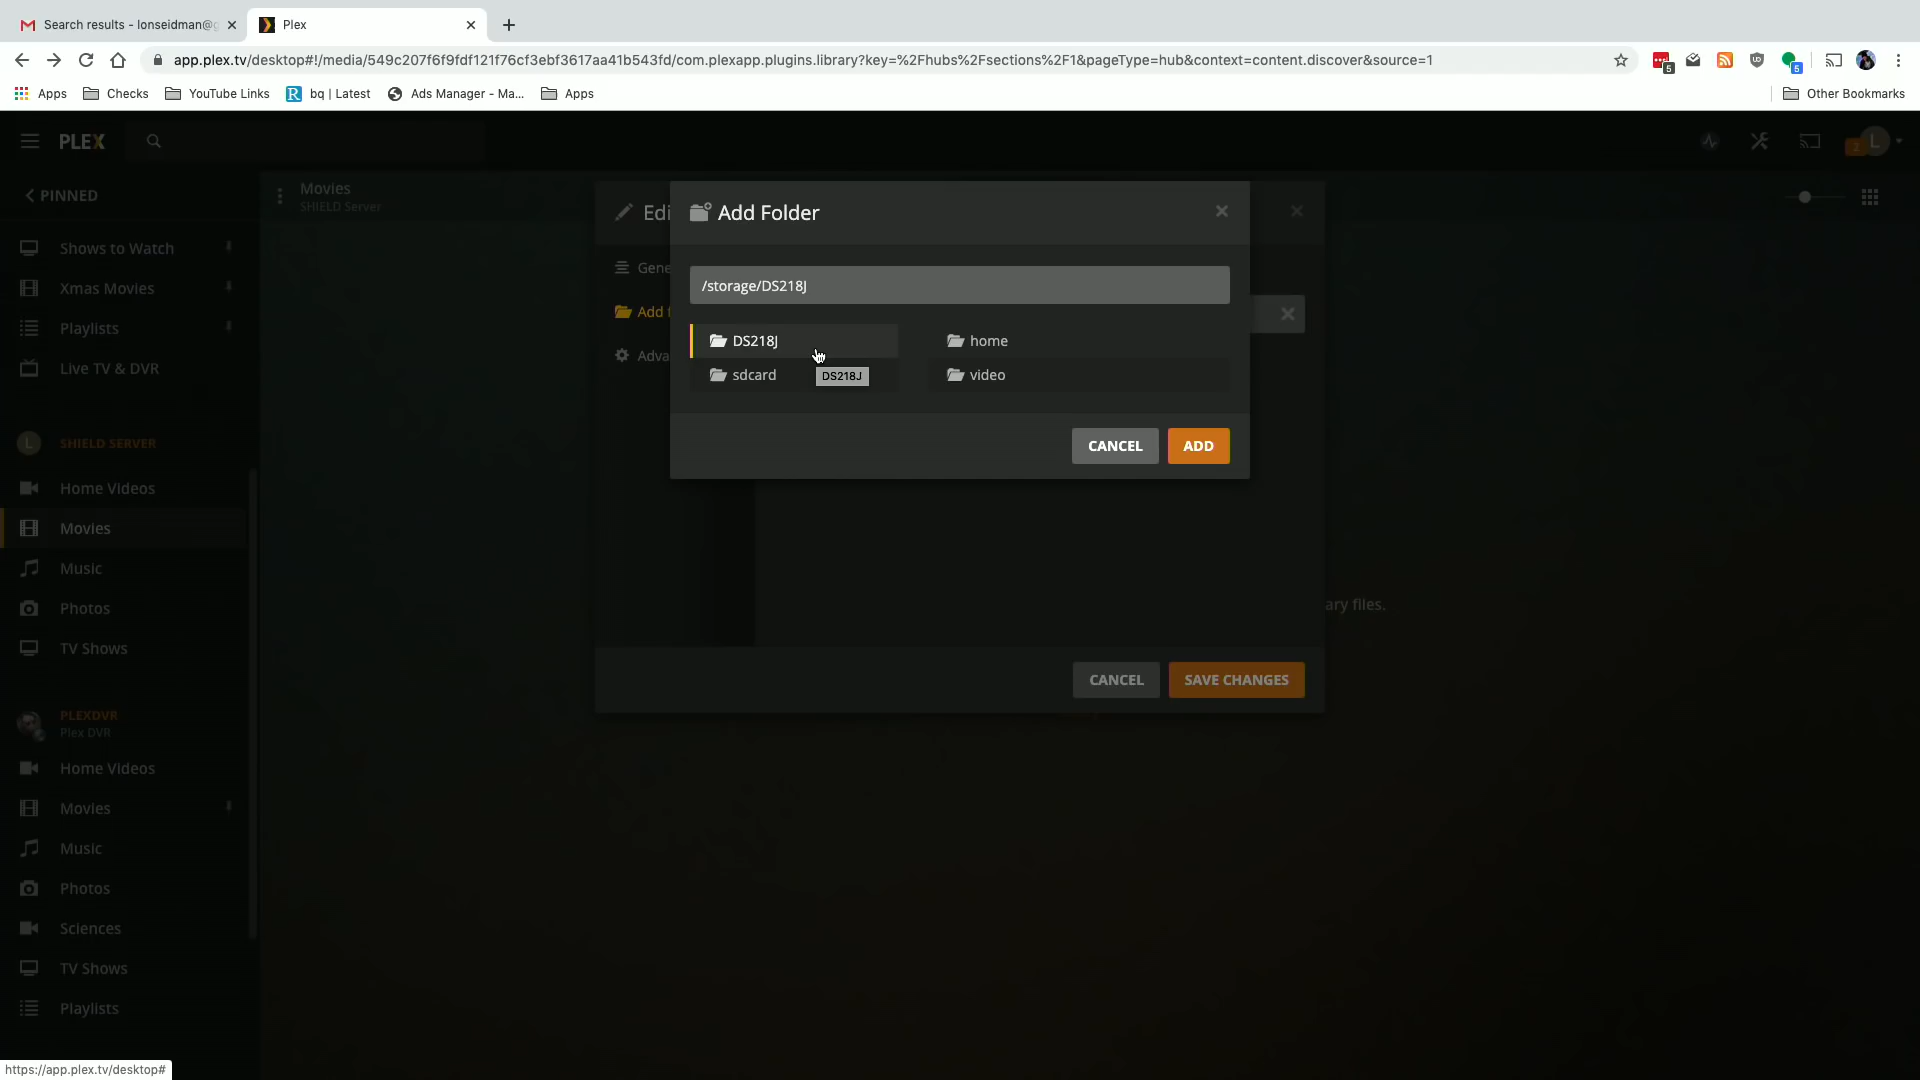 Search results - lonseidman@g
Plex
app.plex.tv/desktop#!/media/549c207f6f9fdf121f76cf3ebf3617aa41b543fd/com.plexapp.plugins.library?key=%2Fhubs%2Fsections%2F1&pageType=hub&context=content.discover&source=1
5
5
Apps
Checks
YouTube Links
bq | Latest
Ads Manager - Ma...
Apps
Other Bookmarks
PLEX
2
L
PINNED
Movies
SHIELD Server
Shows to Watch
Xmas Movies
Playlists
Live TV & DVR
L
SHIELD SERVER
Home Videos
Movies
Music
Photos
TV Shows
PLEXDVR
Plex DVR
Home Videos
Movies
Music
Photos
Sciences
TV Shows
Playlists
Edi
Gene
Add f
Adva
Add Folder
/storage/DS218J
DS218J
home
sdcard
DS218J
video
CANCEL
ADD
ary files.
CANCEL
SAVE CHANGES
https://app.plex.tv/desktop#